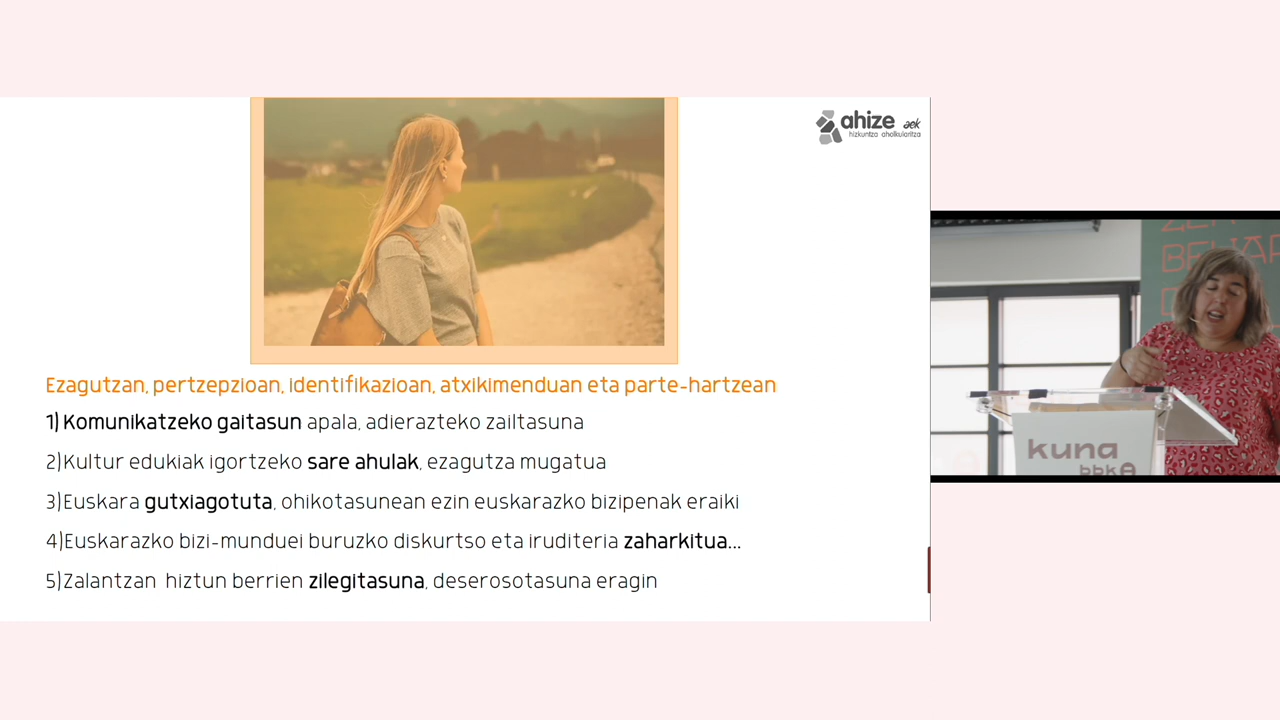 ahize aek
hizkuntza aholkularitza
Ezagutzan, pertzepzioan, identifikazioan, atxikimenduan eta parte-hartzean
1) Komunikatzeko gaitasun apala, adierazteko zailtasuna
2)Kultur edukiak igortzeko sare ahulak, ezagutza mugatua
3)Euskara gutxiagotuta, ohikotasunean ezin euskarazko bizipenak eraiki
4)Euskarazko bizi-munduei buruzko diskurtso eta iruditeria zaharkitua...
5)Zalantzan hiztun berrien zilegitasuna, deserosotasuna eragin
kuna
bbk